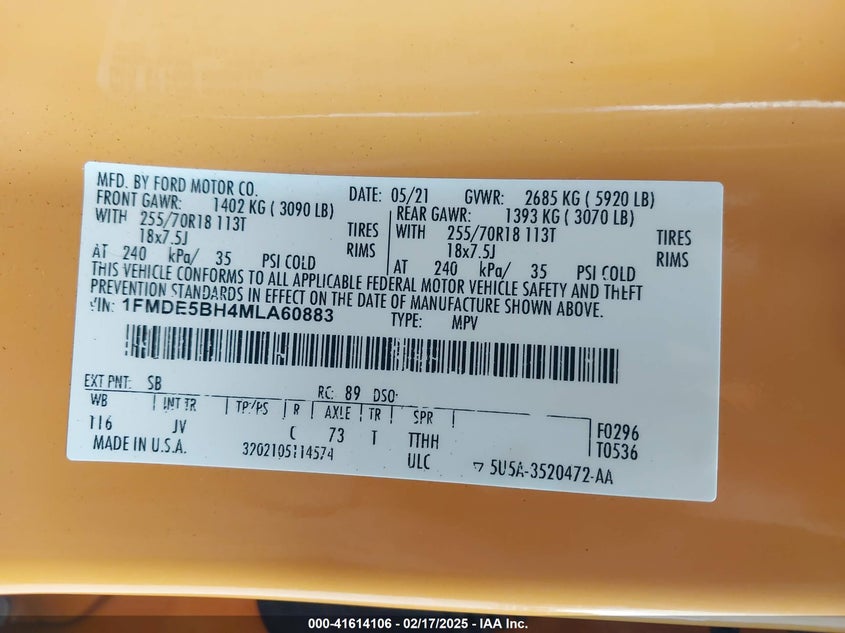 MFD. BY FORD MOTOR CO. DATE: 05/21 GVWR: 2685 KG ( 5920 LB)
FRONT GAWR: 1402 KG ( 3090 LB) REAR GAWR: 1393 KG ( 3070 LB)
WITH 255/70R18 113T TIRES WITH 255/70R18 113T TIRES
18x7.5J RIMS 18x7.5J RIMS
AT 240 kPa/ 35 PSI COLD AT 240 kPa/ 35 PSI COLD
THIS VEHICLE CONFORMS TO ALL APPLICABLE FEDERAL MOTOR VEHICLE SAFETY AND THEFT
PREVENTION STANDARDS IN EFFECT ON THE DATE OF MANUFACTURE SHOWN ABOVE.
VIN: 1FMDE5BH4MLA60883 TYPE: MPV
EXT PNT: SB RC: 89 DSO:
WB INT TR TP/PS R AXLE TR SPR
116 JV C 73 T TTHH F0296
MADE IN U.S.A. 3202105114574 ULC T0536
5U5A-3520472-AA
000-41614106 - 02/17/2025 - IAA Inc.